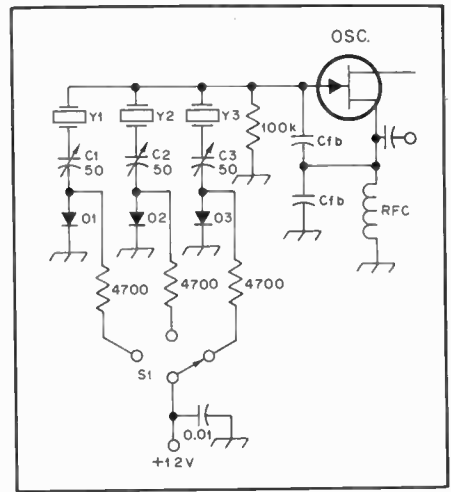 OSC.
Y1 Y2 Y3
100k
C1 50
C2 50
C3 50
Cfb
Cfb
RFC
D1 D2 D3
4700 4700 4700
S1
0.01
+12V